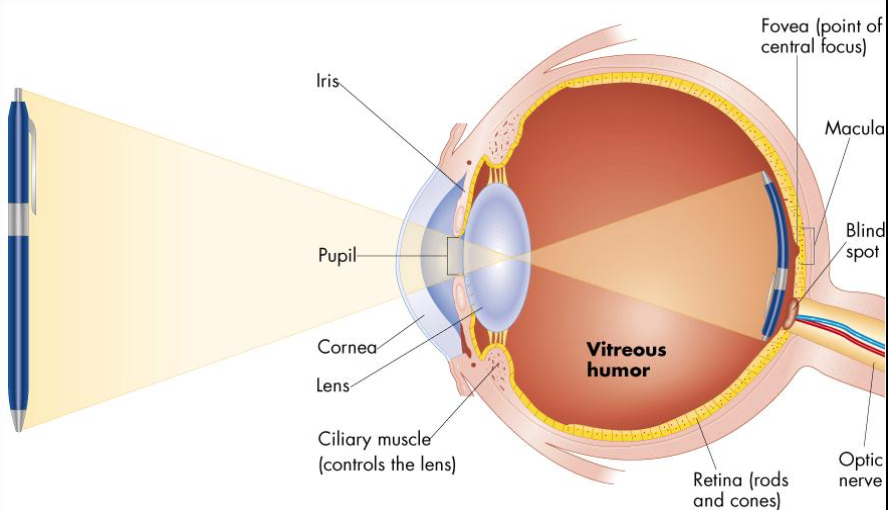 Fovea (point of
central focus)
Iris
Macula
Blind
spot
Pupil
Cornea
Vitreous
humor
Lens
Ciliary muscle
(controls the lens)
Optic
nerve
Retina (rods
and cones)